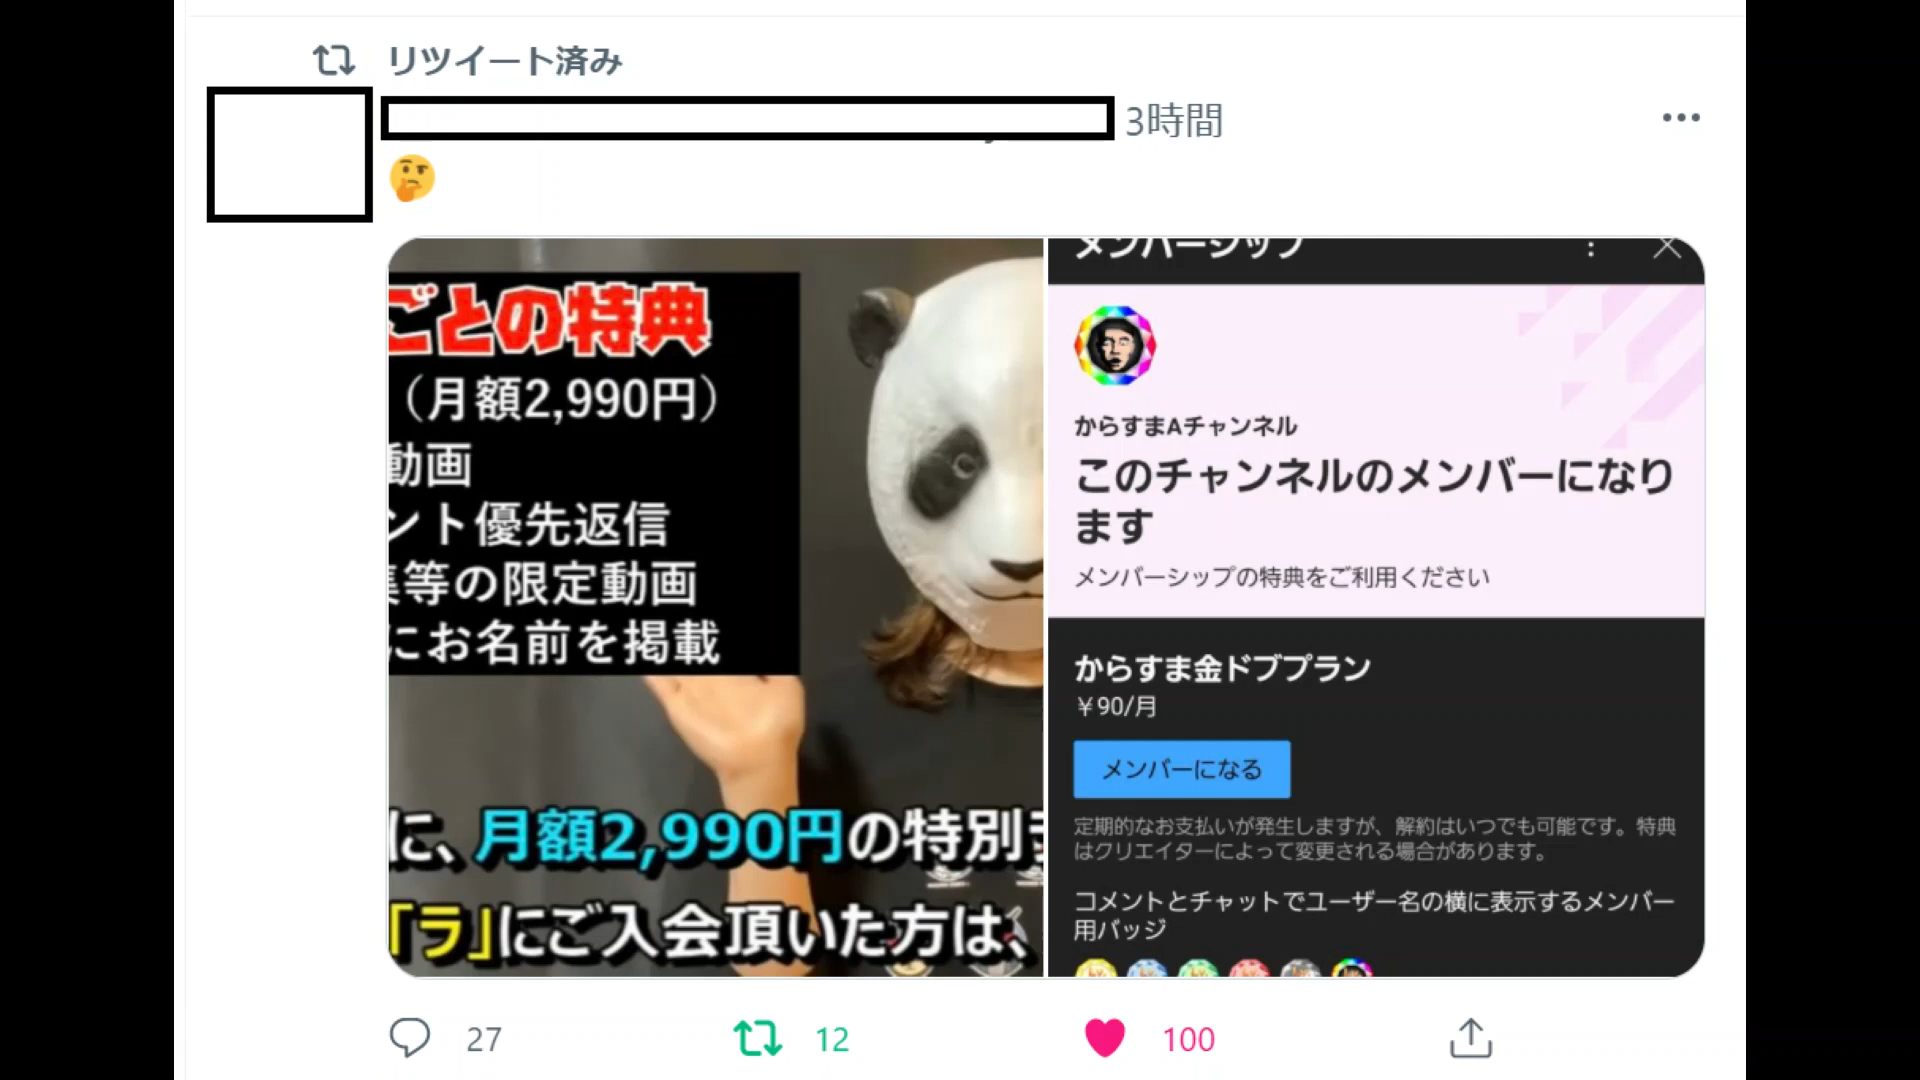 リツイート済み
3時間
ごとの特典
（月額2,990円）
動画
ント優先返信
集等の限定動画
にお名前を掲載
に、月額2,990円の特別
「ラ」にご入会頂いた方は、
メンバーシップ
からすまAチャンネル
このチャンネルのメンバーになり
ます
メンバーシップの特典をご利用ください
からすま金ドブプラン
￥90/月
メンバーになる
定期的なお支払いが発生しますが、解約はいつでも可能です。特典
はクリエイターによって変更される場合があります。
コメントとチャットでユーザー名の横に表示するメンバー
用バッジ
27
12
100